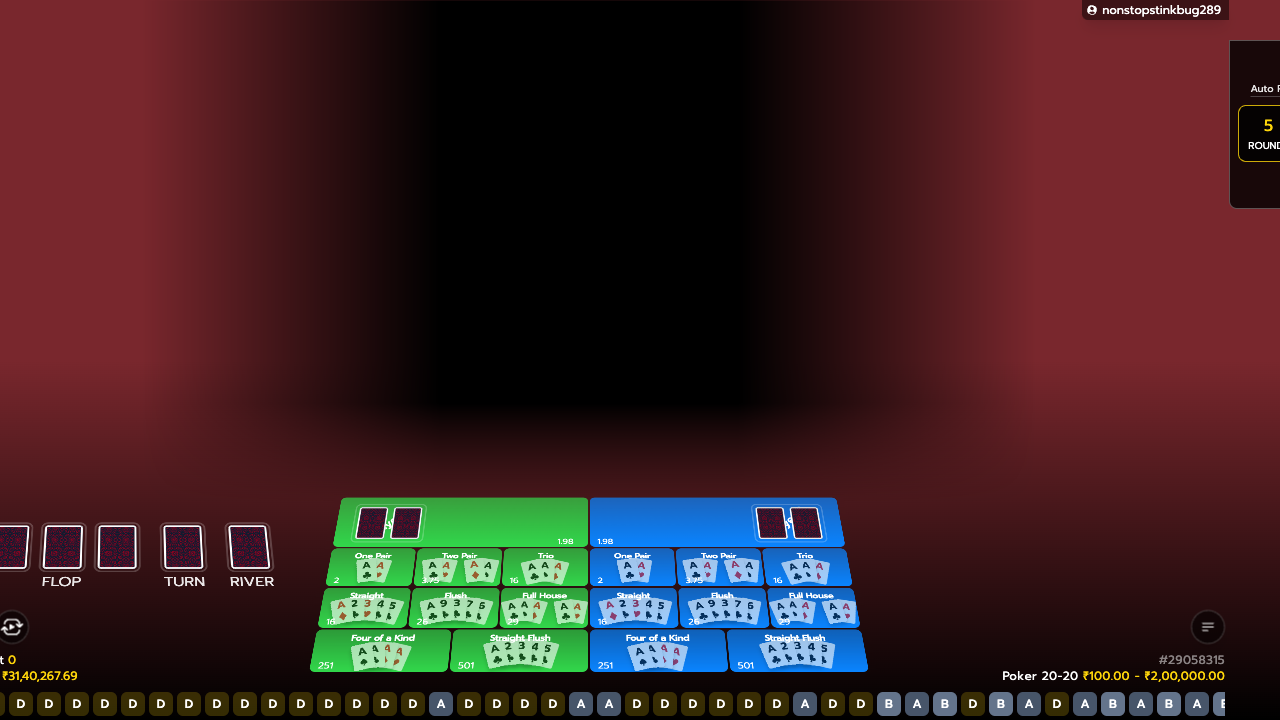 nonstopstinkbug289
Auto
5
1.98
1.98
One Pair
Two Pair
Trio
One Pair
Two Pair
Trio
2
3.75
16
2
3.75
16
Straight
Flush
Full House
Straight
Flush
Full House
16
26
29
16
26
29
Four of a Kind
Straight Flush
Four of a Kind
Straight Flush
251
501
251
501
FLOP
TURN
RIVER
0
₹31,40,267.69
#29058315
Poker 20-20 ₹100.00 - ₹2,00,000.00
D D D D D D D D D D D D D D D A D D D D A A D D D D D D A D D B A B D B A D A B A B A